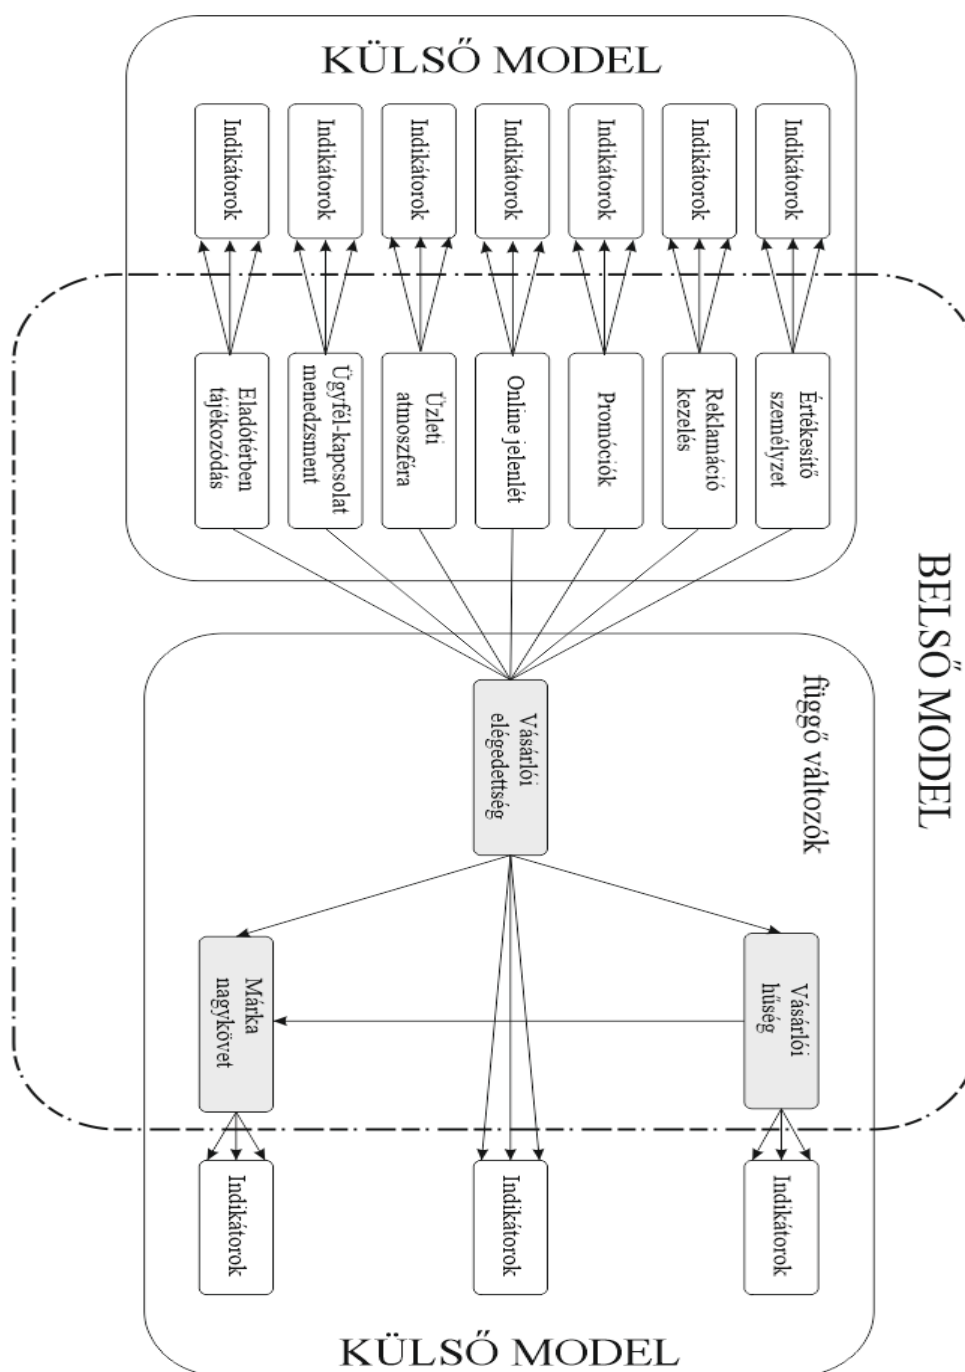 KÜLSŐ MODEL
Indikátorok
Indikátorok
Indikátorok
Indikátorok
Indikátorok
Indikátorok
Indikátorok
Eladótérben
tájékozódás
Ügyfél-kapcsolat
menedzsment
Üzleti
atmoszféra
Online jelenlét
Promóciók
Reklamáció
kezelés
Értékesítő
személyzet
BELSŐ MODEL
függő változók
Vásárlói
elégedettség
Márka
nagykövet
Vásárlói
hűség
Indikátorok
Indikátorok
Indikátorok
KÜLSŐ MODEL